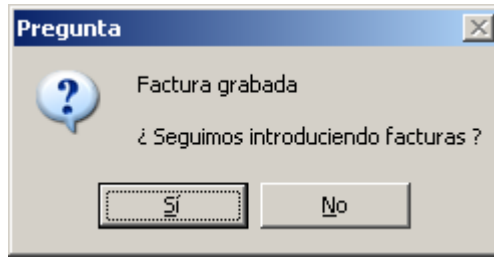 Pregunta
Factura grabada
¿ Seguimos introduciendo facturas ?
Sí
No